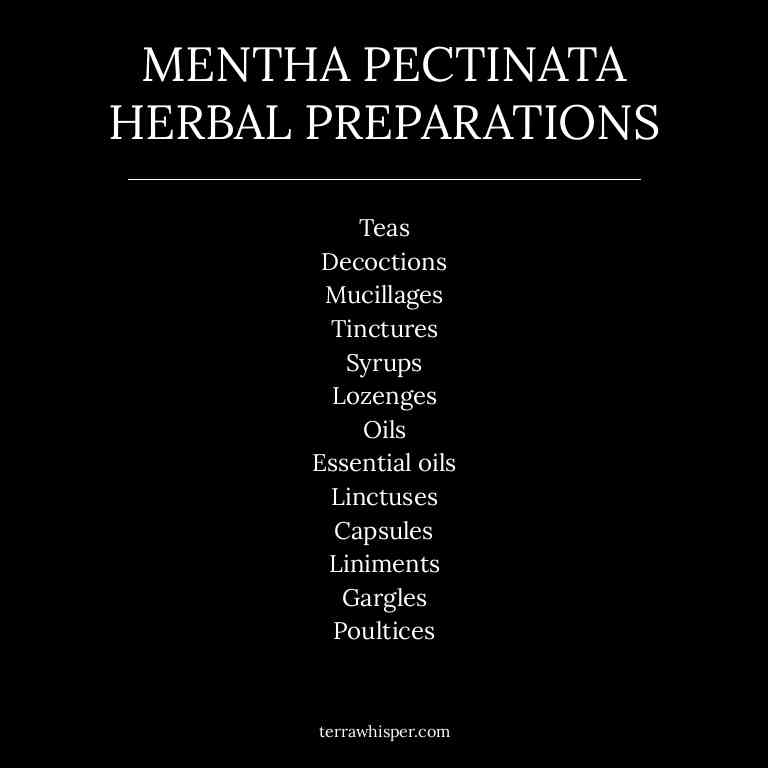 MENTHA PECTINATA
HERBAL PREPARATIONS
Teas
Decoctions
Mucillages
Tinctures
Syrups
Lozenges
Oils
Essential oils
Linctuses
Capsules
Liniments
Gargles
Poultices
terrawhisper.com